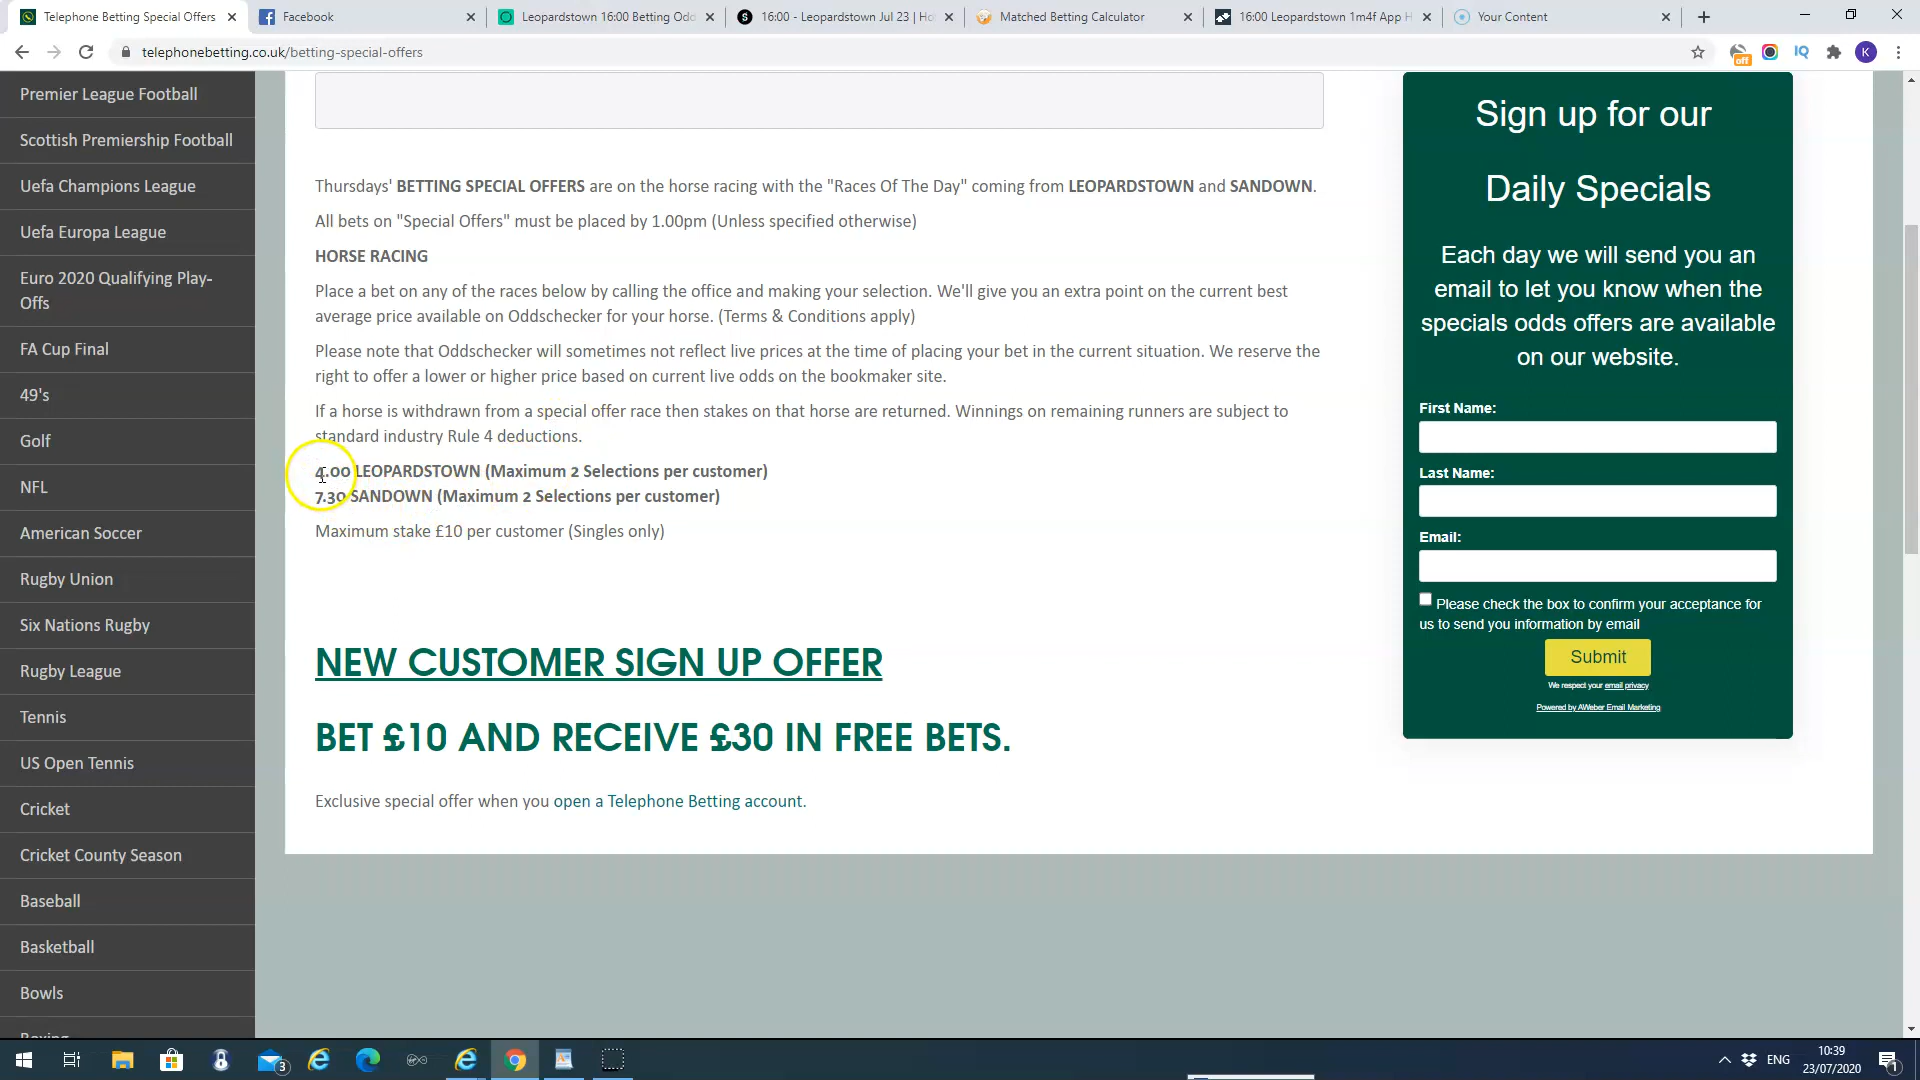 Telephone Betting Special Offers
Facebook
Leopardstown 16:00 Betting Od
16:00 - Leopardstown Jul 23 | Ho
Matched Betting Calculator
16:00 Leopardstown 1m4f App H
Your Content
telephonebetting.co.uk/betting-special-offers
off
IQ
K
Premier League Football
Scottish Premiership Football
Uefa Champions League
Uefa Europa League
Euro 2020 Qualifying Play-
Offs
FA Cup Final
49's
Golf
NFL
American Soccer
Rugby Union
Six Nations Rugby
Rugby League
Tennis
US Open Tennis
Cricket
Cricket County Season
Baseball
Basketball
Bowls
Boxing
Thursdays' BETTING SPECIAL OFFERS are on the horse racing with the "Races Of The Day" coming from LEOPARDSTOWN and SANDOWN.
All bets on "Special Offers" must be placed by 1.00pm (Unless specified otherwise)
HORSE RACING
Place a bet on any of the races below by calling the office and making your selection. We'll give you an extra point on the current best
average price available on Oddschecker for your horse. (Terms & Conditions apply)
Please note that Oddschecker will sometimes not reflect live prices at the time of placing your bet in the current situation. We reserve the
right to offer a lower or higher price based on current live odds on the bookmaker site.
If a horse is withdrawn from a special offer race then stakes on that horse are returned. Winnings on remaining runners are subject to
standard industry Rule 4 deductions.
4.00 LEOPARDSTOWN (Maximum 2 Selections per customer)
7.30 SANDOWN (Maximum 2 Selections per customer)
Maximum stake £10 per customer (Singles only)
NEW CUSTOMER SIGN UP OFFER
BET £10 AND RECEIVE £30 IN FREE BETS.
Exclusive special offer when you open a Telephone Betting account.
Sign up for our
Daily Specials
Each day we will send you an
email to let you know when the
specials odds offers are available
on our website.
First Name:
Last Name:
Email:
Please check the box to confirm your acceptance for
us to send you information by email
Submit
We respect your email privacy
Powered by AWeber Email Marketing
3
ENG
10:39
23/07/2020
1